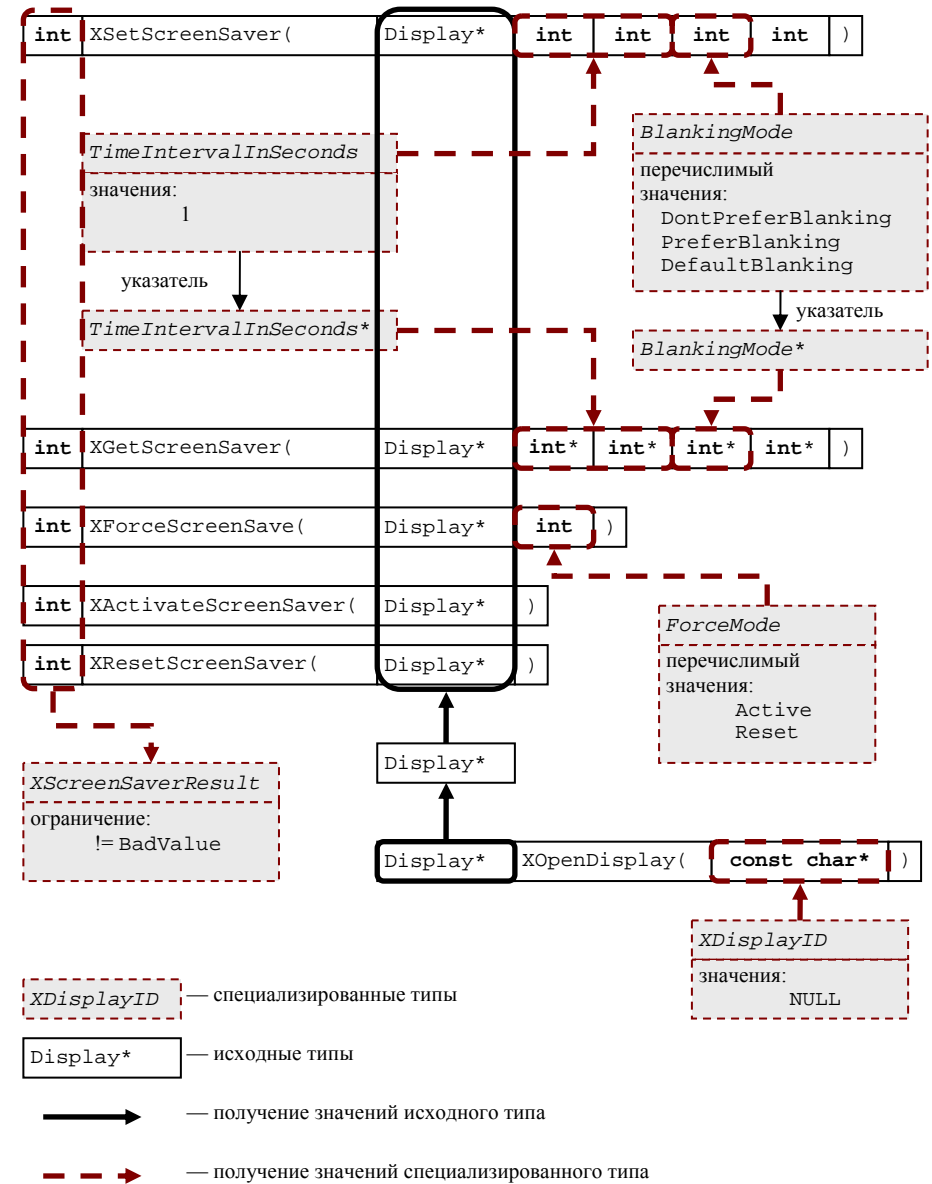 int XSetScreenSaver( Display* int int int int )
TimeIntervalInSeconds
значения:
1
BlankingMode
перечислимый
значения:
DontPreferBlanking
PreferBlanking
DefaultBlanking
указатель
указатель
TimeIntervalInSeconds*
BlankingMode*
int XGetScreenSaver( Display* int* int* int* int* )
int XForceScreenSave( Display* int )
int XActivateScreenSaver( Display* )
ForceMode
перечислимый
значения:
Active
Reset
int XResetScreenSaver( Display* )
Display*
XScreenSaverResult
ограничение:
!= BadValue
Display* XOpenDisplay( const char* )
XDisplayID
значения:
NULL
XDisplayID — специализированные типы
Display* — исходные типы
— получение значений исходного типа
— получение значений специализированного типа